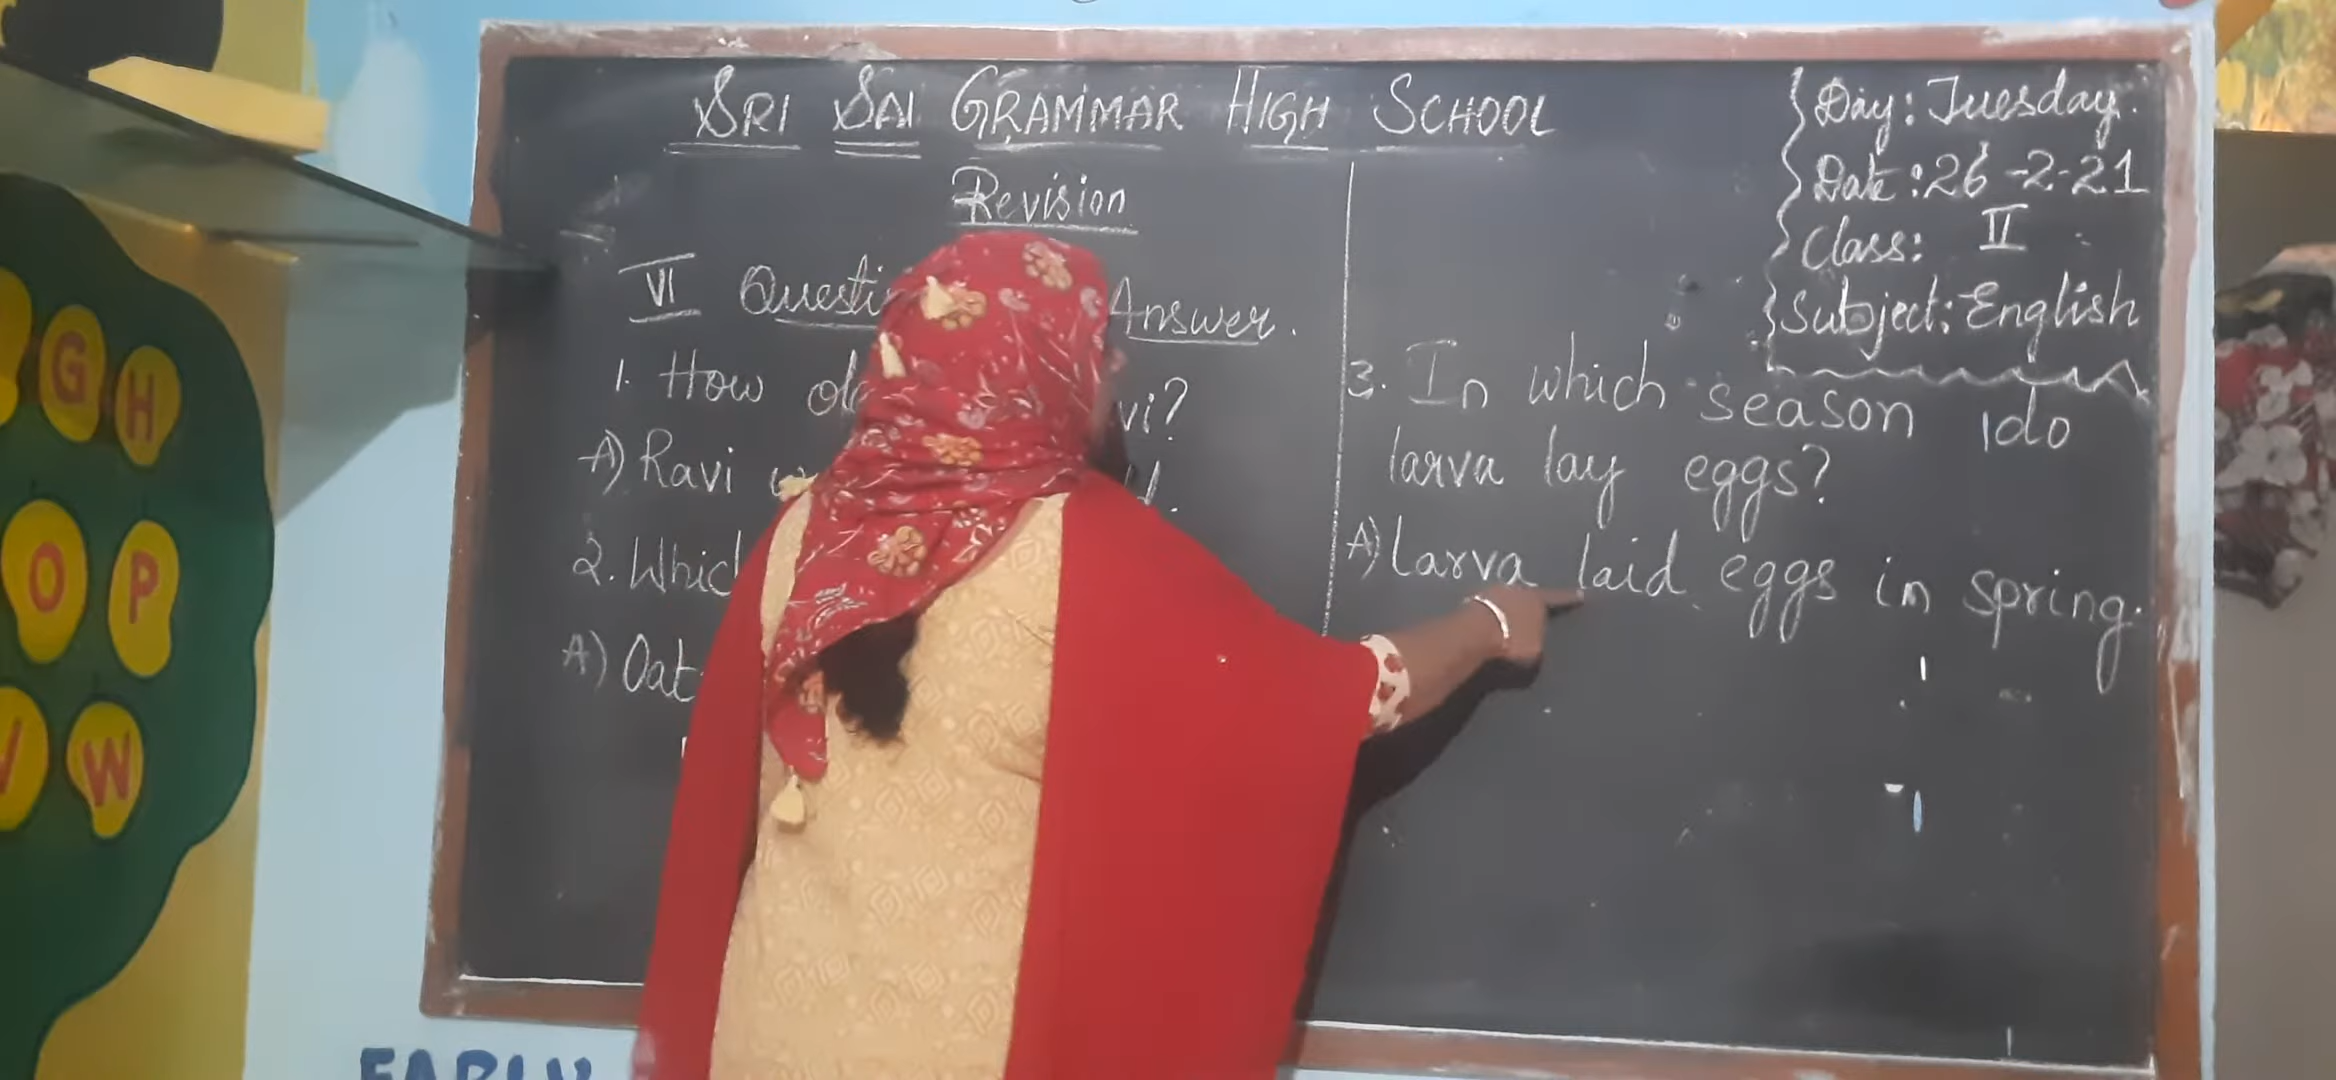 SRI SAI GRAMMAR HIGH SCHOOL
Day: Tuesday.
Date: 26-2-21
Class: II
Subject: English
Revision
VI Questi Answer.
1. How ol vi?
A) Ravi
2. Whic
A) Oat
3. In which season do
larva lay eggs?
A) Larva laid eggs in spring.
G H
O P
W
EARLY